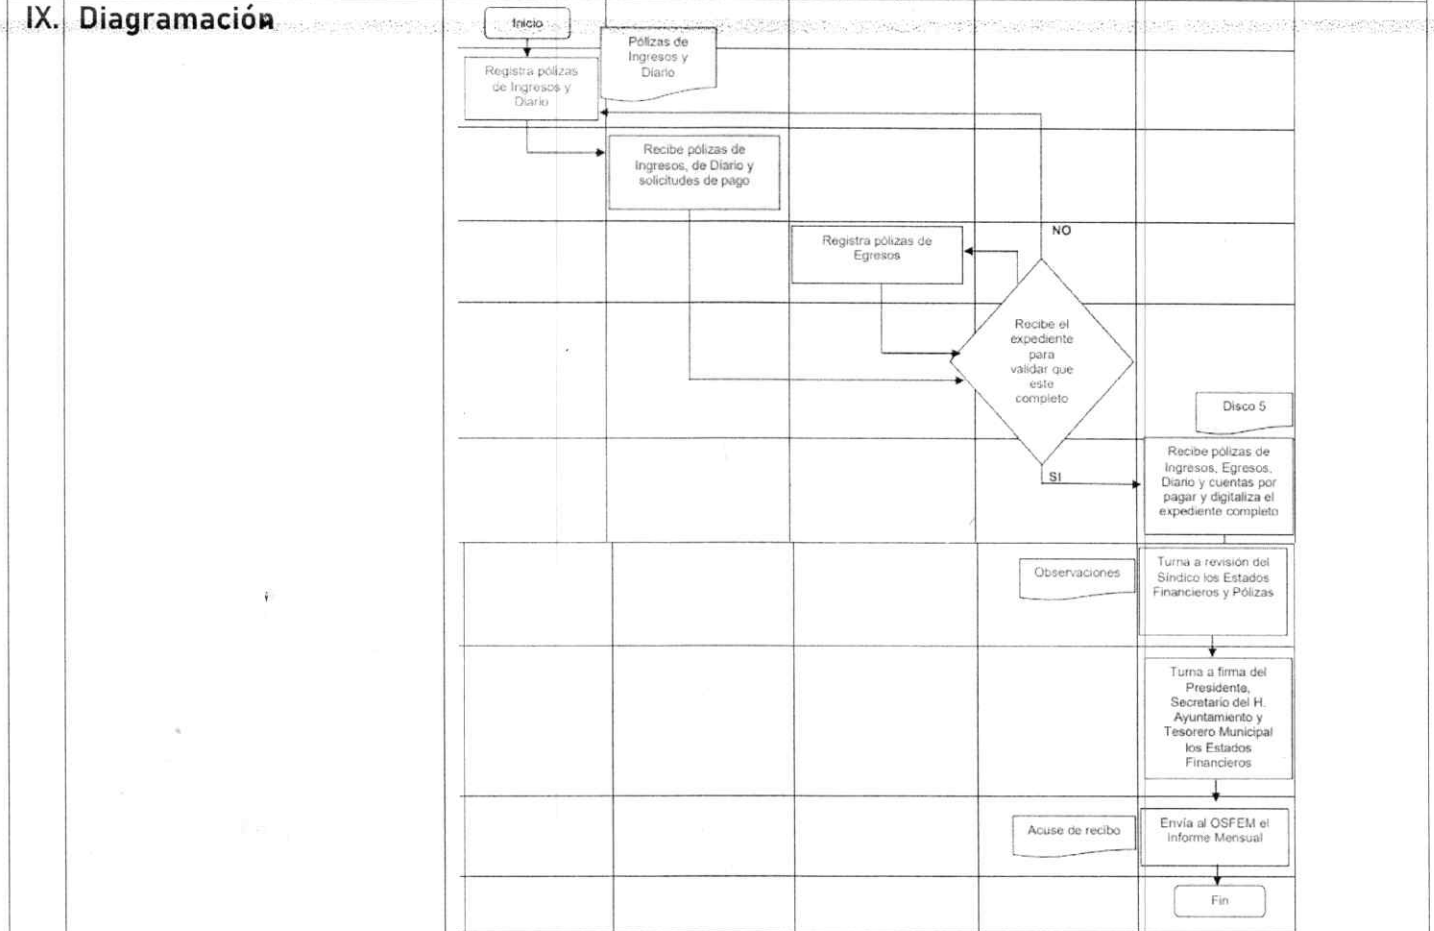 IX. Diagramación
Inicio
Pólizas de
Ingresos y
Diario
Registra pólizas
de Ingresos y
Diario
Recibe pólizas de
Ingresos, de Diario y
solicitudes de pago
NO
Registra pólizas de
Egresos
Recibe el
expediente
para
validar que
este
completo
Disco 5
SI
Recibe pólizas de
Ingresos, Egresos,
Diario y cuentas por
pagar y digitaliza el
expediente completo
Observaciones
Turna a revisión del
Síndico los Estados
Financieros y Pólizas
Turna a firma del
Presidente,
Secretario del H.
Ayuntamiento y
Tesorero Municipal
los Estados
Financieros
Acuse de recibo
Envía al OSFEM el
Informe Mensual
Fin